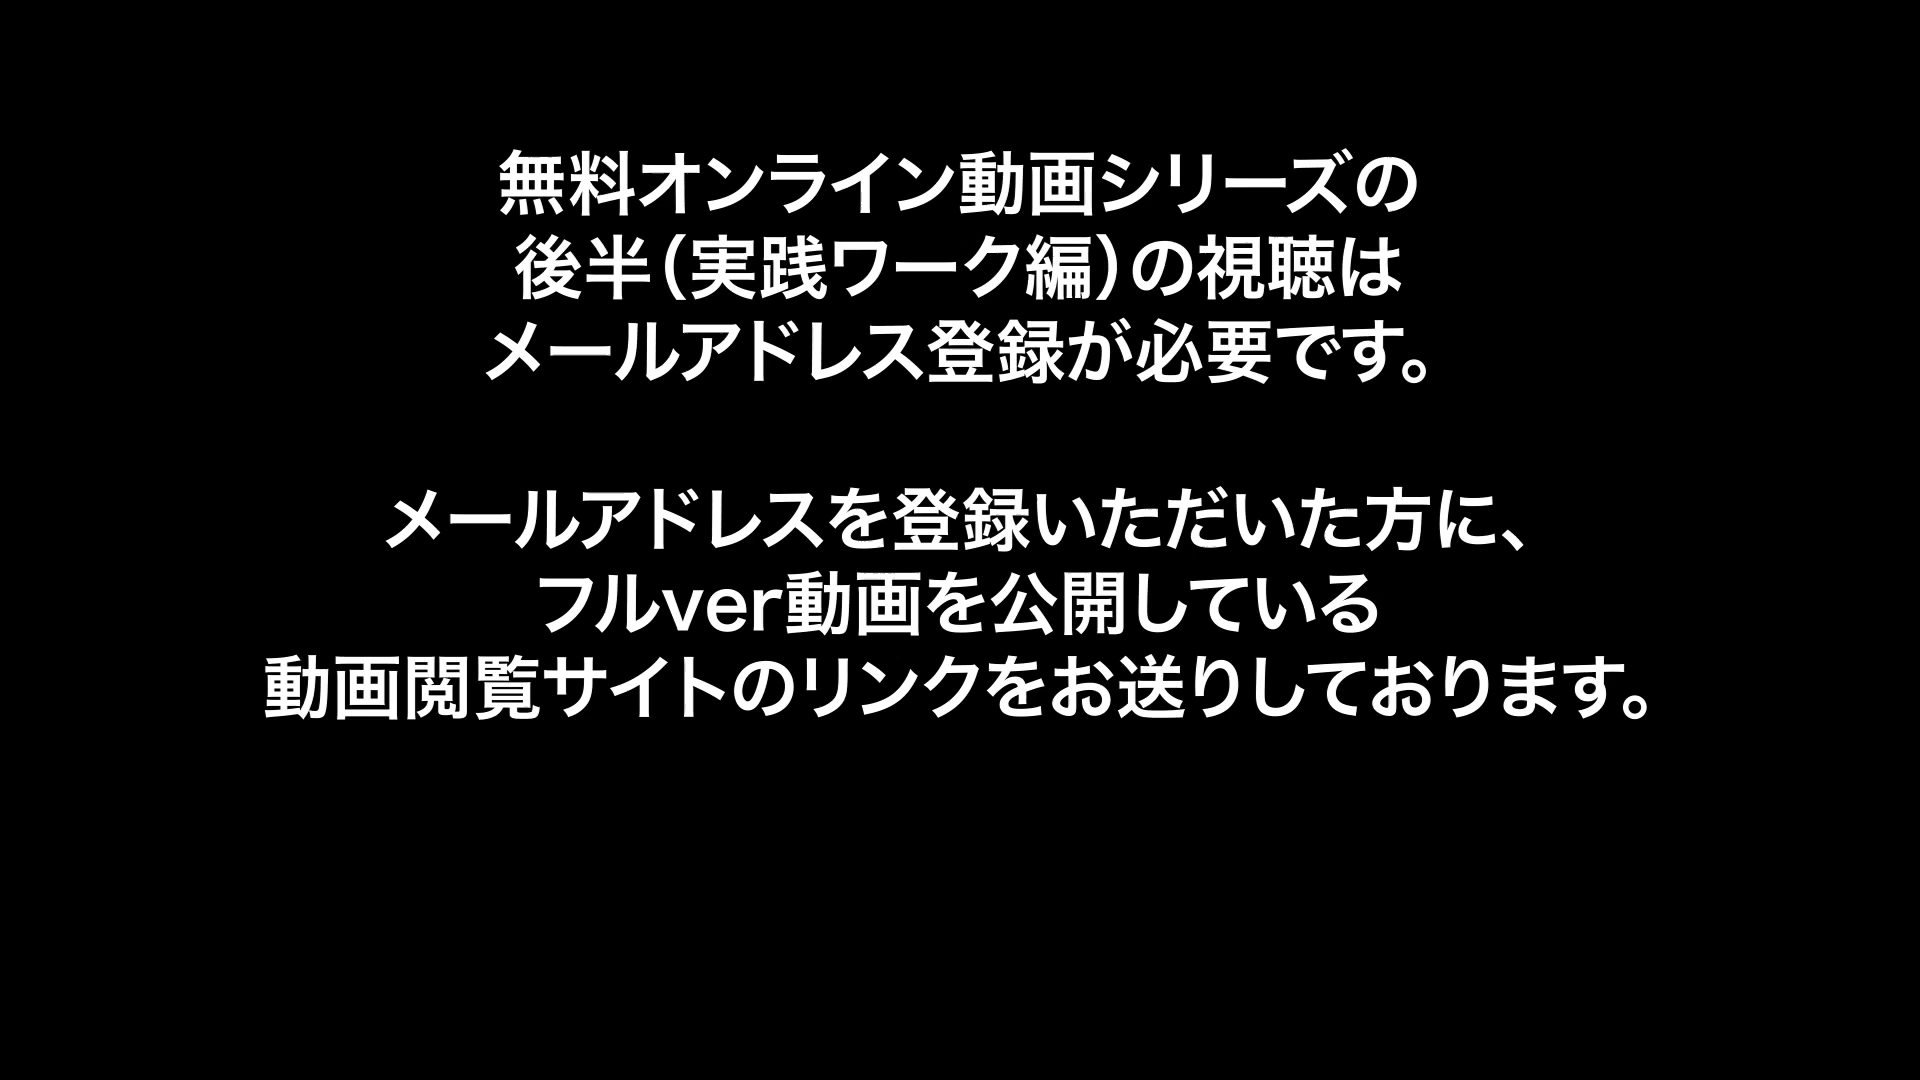 無料オンライン動画シリーズの
後半（実践ワーク編）の視聴は
メールアドレス登録が必要です。
メールアドレスを登録いただいた方に、
フルver動画を公開している
動画閲覧サイトのリンクをお送りしております。